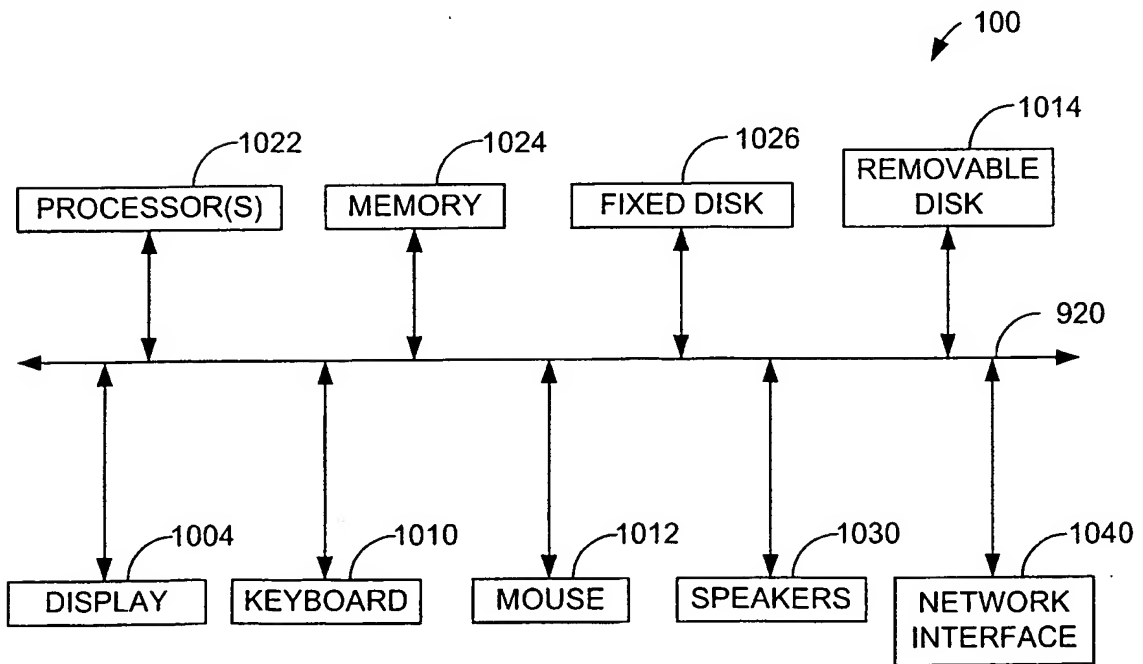 100
1022
1024
1026
1014
PROCESSOR(S)
MEMORY
FIXED DISK
REMOVABLE
DISK
920
1004
1010
1012
1030
1040
DISPLAY
KEYBOARD
MOUSE
SPEAKERS
NETWORK
INTERFACE